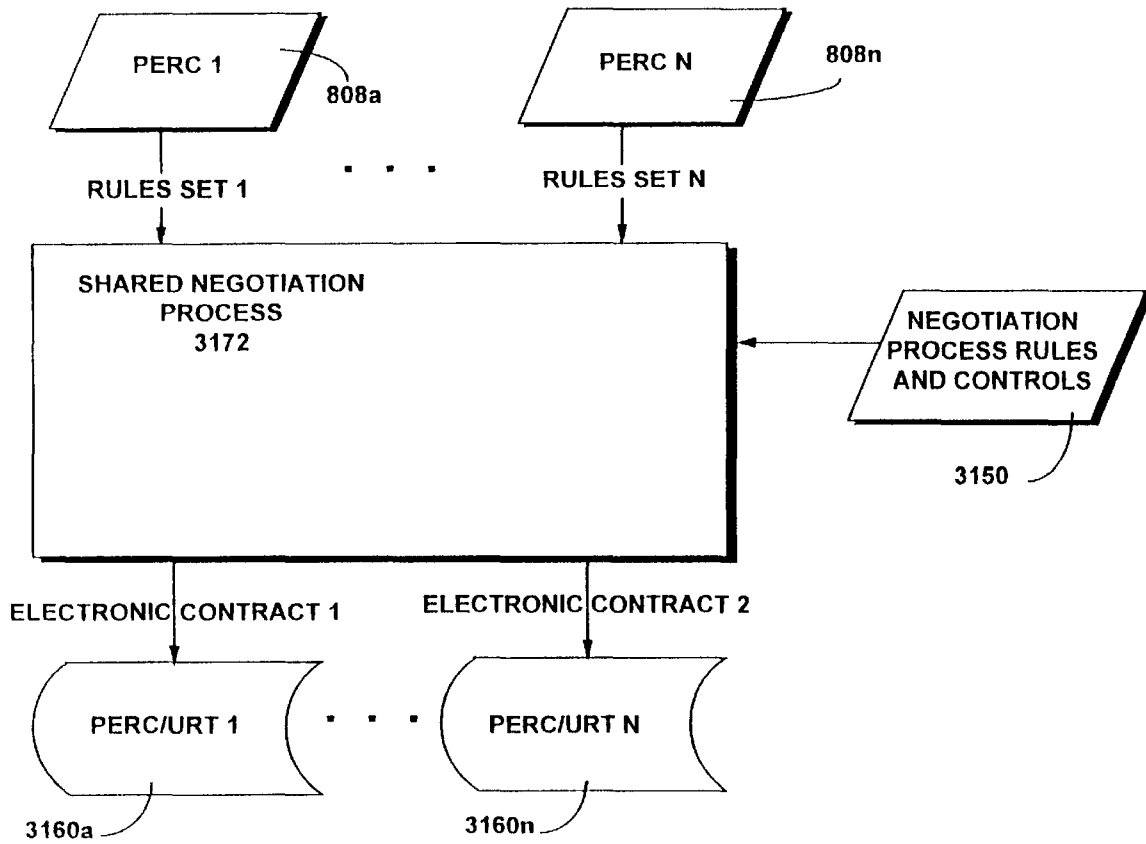 PERC 1
808a
PERC N
808n
RULES SET 1
RULES SET N
SHARED NEGOTIATION
PROCESS
3172
NEGOTIATION
PROCESS RULES
AND CONTROLS
3150
ELECTRONIC CONTRACT 1
ELECTRONIC CONTRACT 2
PERC/URT 1
PERC/URT N
3160a
3160n